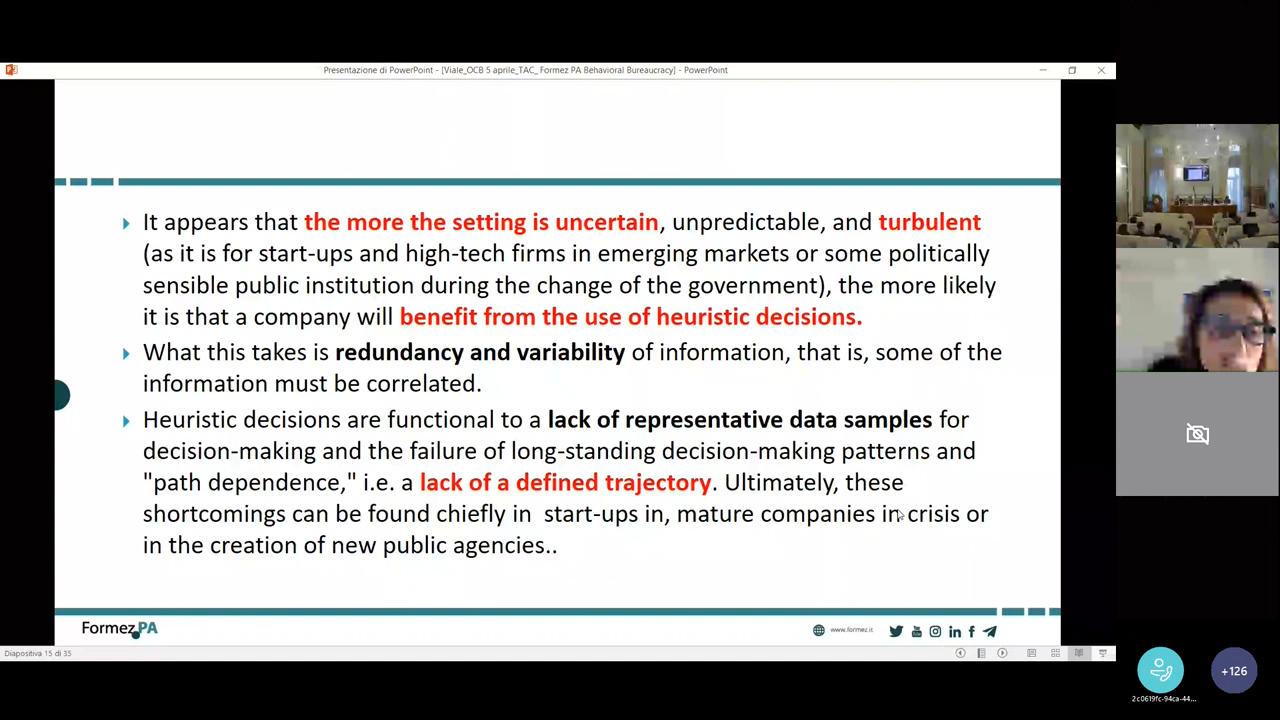 Presentazione di PowerPoint - [Viale_OCB 5 aprile_TAC_ Formez PA Behavioral Bureaucracy] - PowerPoint
It appears that the more the setting is uncertain, unpredictable, and turbulent
(as it is for start-ups and high-tech firms in emerging markets or some politically
sensible public institution during the change of the government), the more likely
it is that a company will benefit from the use of heuristic decisions.
What this takes is redundancy and variability of information, that is, some of the
information must be correlated.
Heuristic decisions are functional to a lack of representative data samples for
decision-making and the failure of long-standing decision-making patterns and
"path dependence," i.e. a lack of a defined trajectory. Ultimately, these
shortcomings can be found chiefly in start-ups in, mature companies in crisis or
in the creation of new public agencies..
Formez PA
www.formez.it
Diapositiva 15 di 35
+126
2c0619fc-94ca-44...